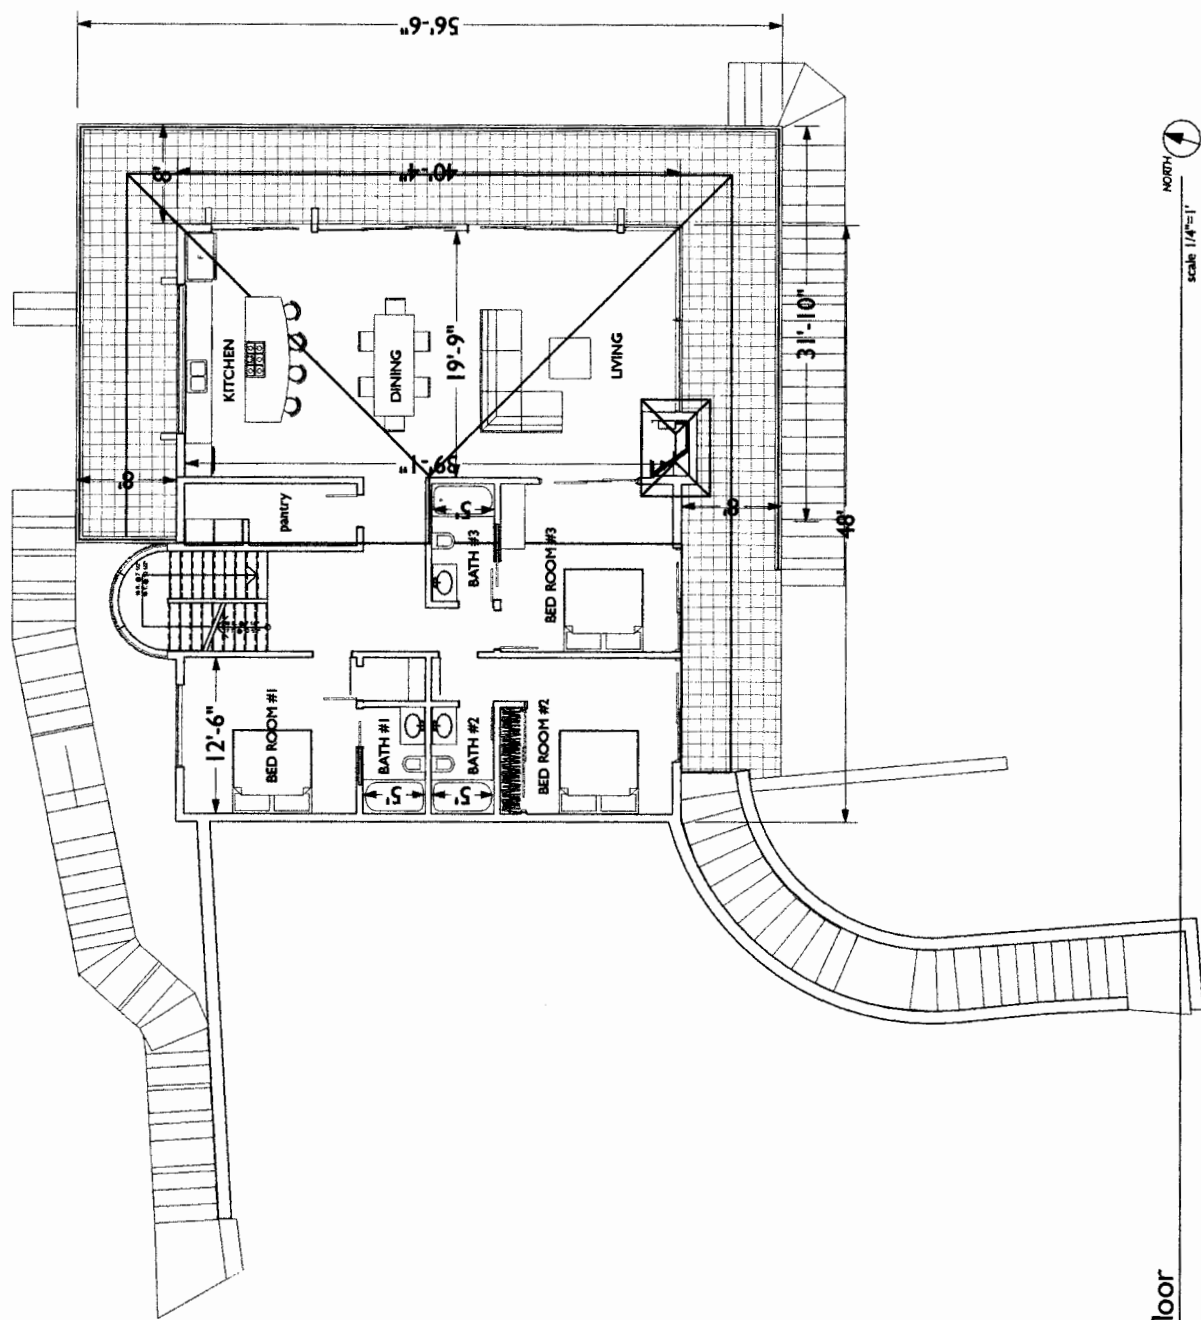 56'-6"
8'
40'-4"
KITCHEN
F
DINING
19'-9"
LIVING
31'-10"
39'-1"
8'
pantry
5'
BATH #3
BED ROOM #3
8'
48'
12'-6"
BED ROOM #1
BATH #1
BATH #2
BED ROOM #2
5'
5'
NORTH
scale 1/4"=1'
loor